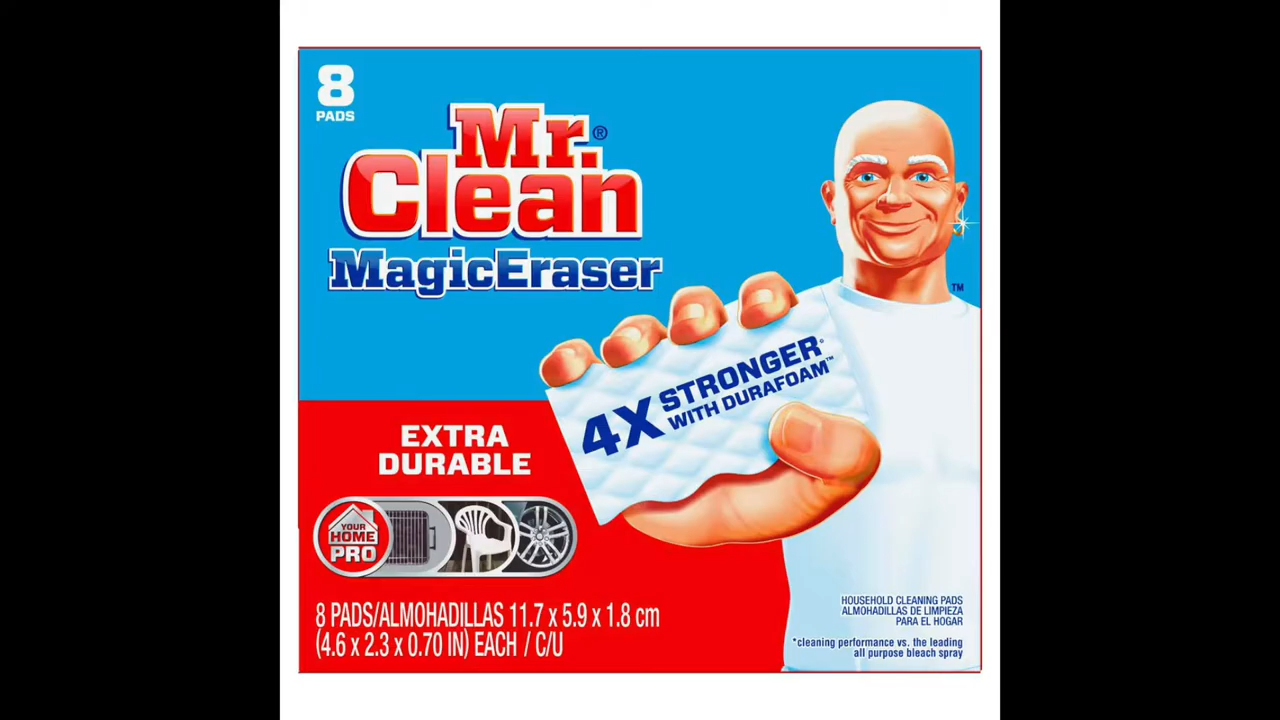 8
PADS
Mr.®
Clean
MagicEraser
™
4X STRONGER°
WITH DURAFOAM™
EXTRA
DURABLE
YOUR
HOME
PRO
8 PADS/ALMOHADILLAS 11.7 x 5.9 x 1.8 cm
(4.6 x 2.3 x 0.70 IN) EACH / C/U
HOUSEHOLD CLEANING PADS
ALMOHADILLAS DE LIMPIEZA
PARA EL HOGAR
*cleaning performance vs. the leading
all purpose bleach spray